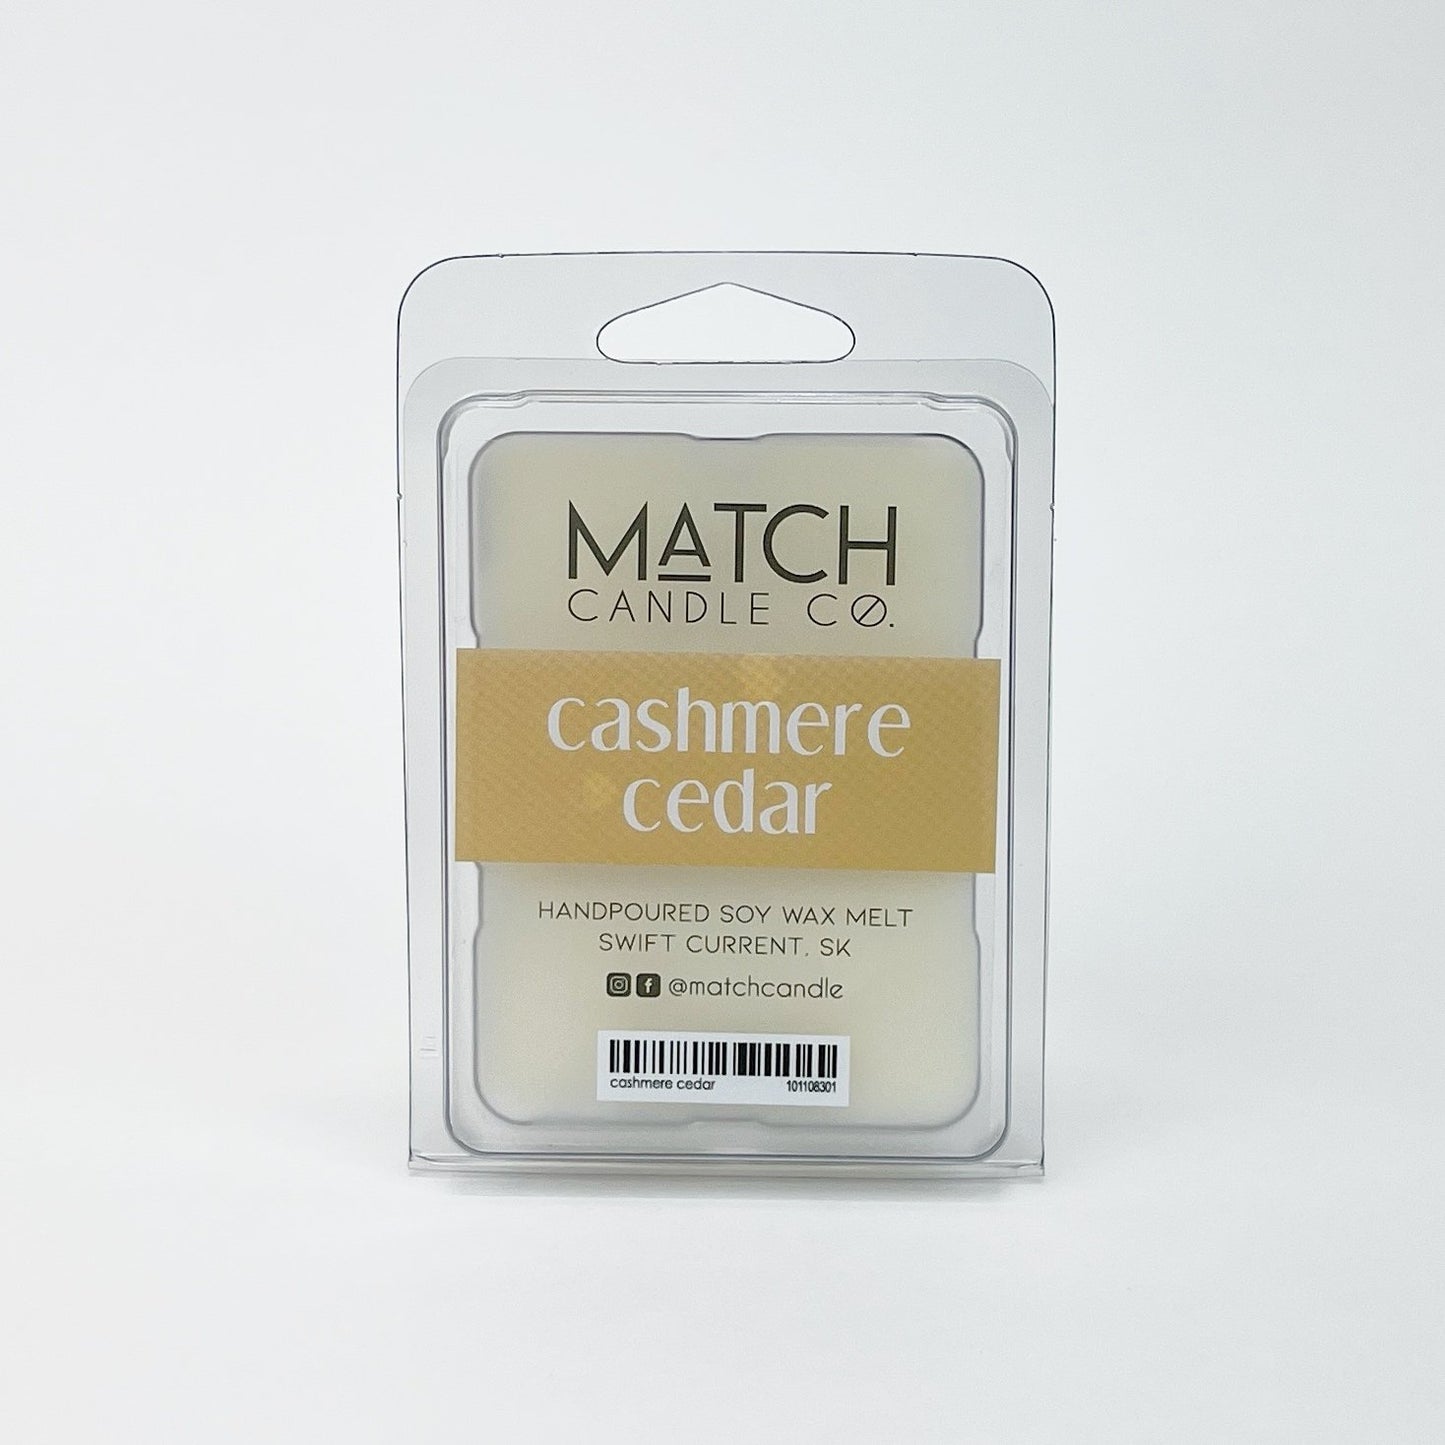 MATCH
CANDLE CO.
cashmere
cedar
HANDPOURED SOY WAX MELT
SWIFT CURRENT, SK
@matchcandle
cashmere cedar 101108301